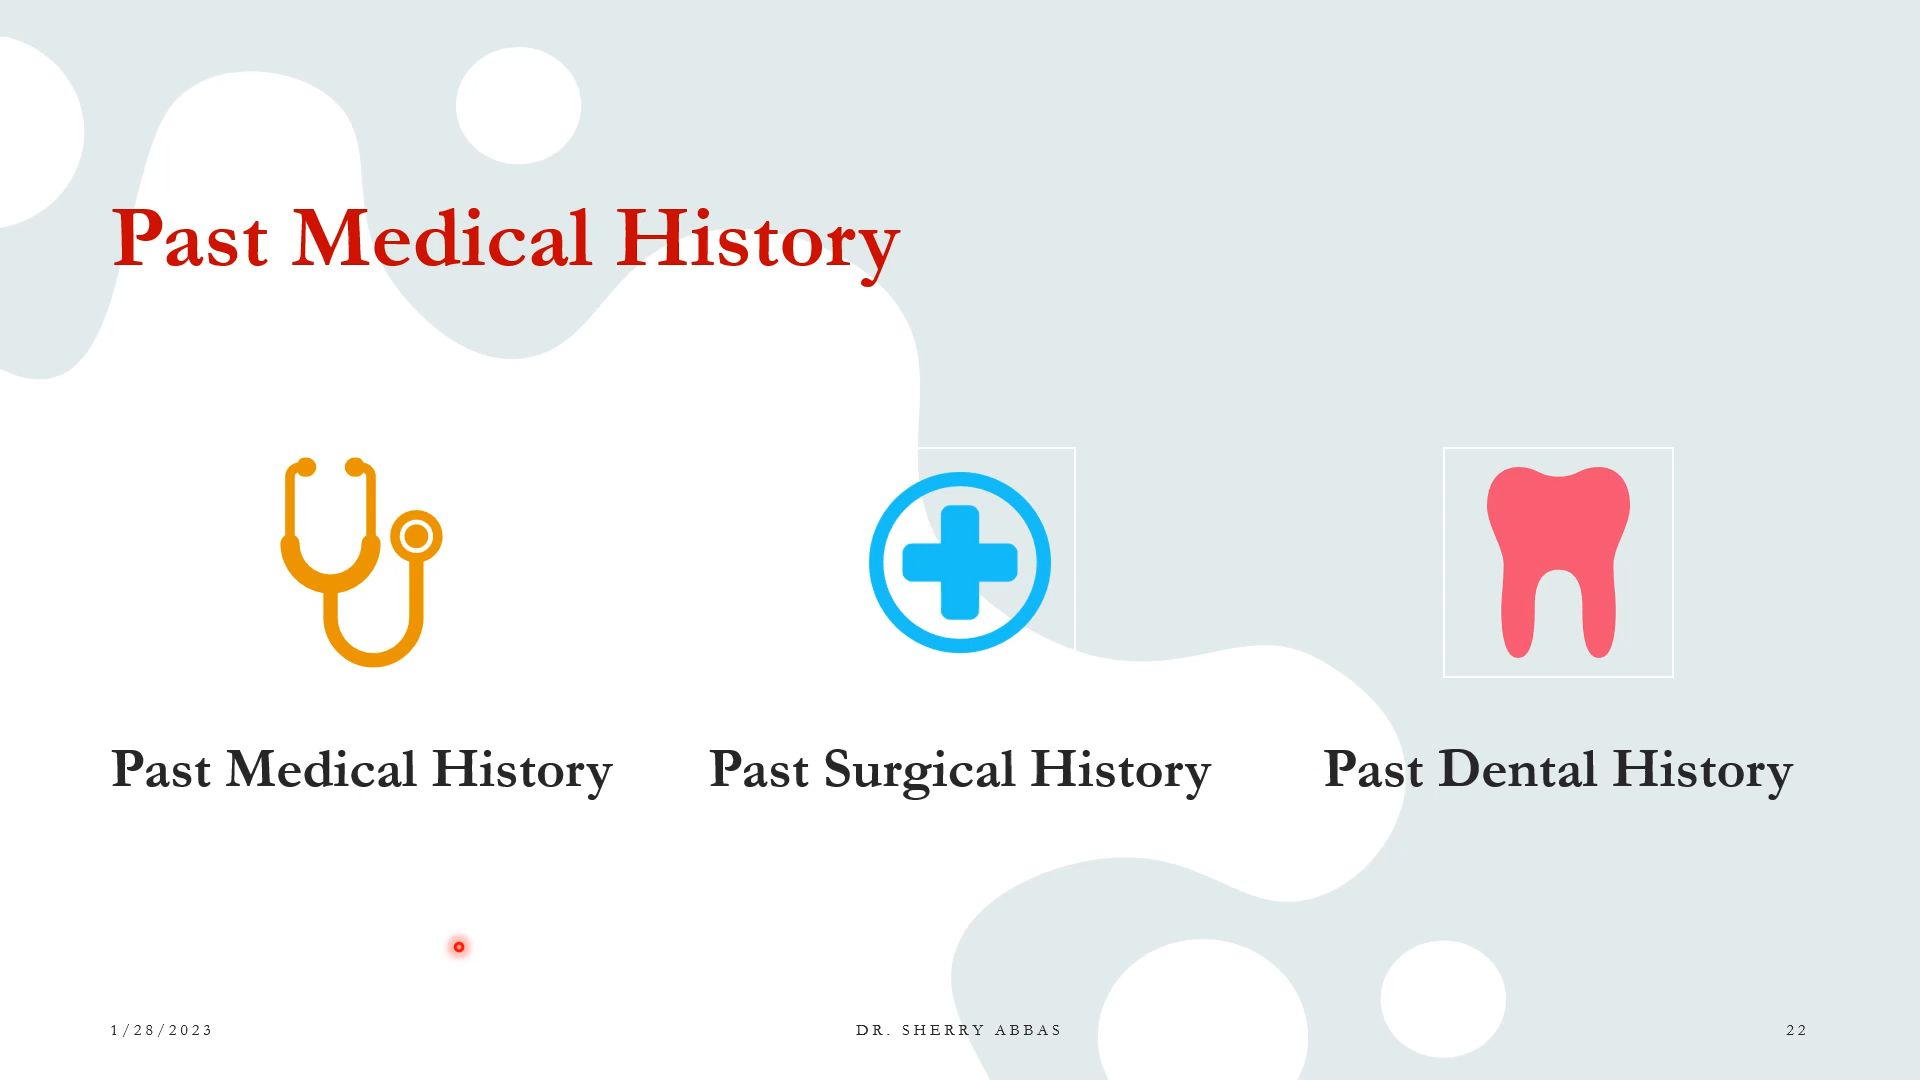 Past Medical History
Past Medical History
Past Surgical History
Past Dental History
1/28/2023
DR. SHERRY ABBAS
22